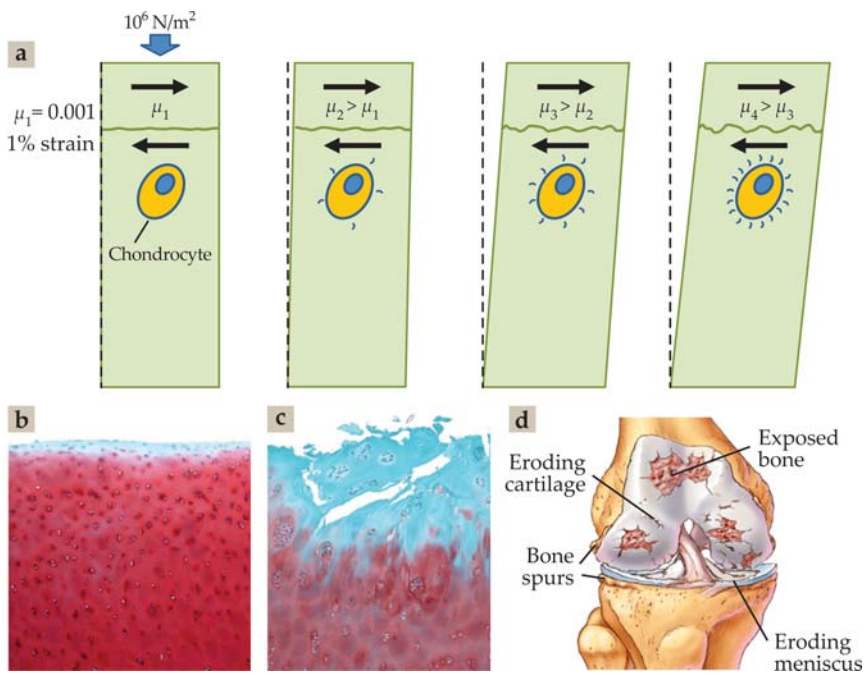 10⁶ N/m²
a
μ₁ = 0.001
1% strain
μ₁
Chondrocyte
μ₂ > μ₁
μ₃ > μ₂
μ₄ > μ₃
b
c
d
Exposed
bone
Eroding
cartilage
Bone
spurs
Eroding
meniscus